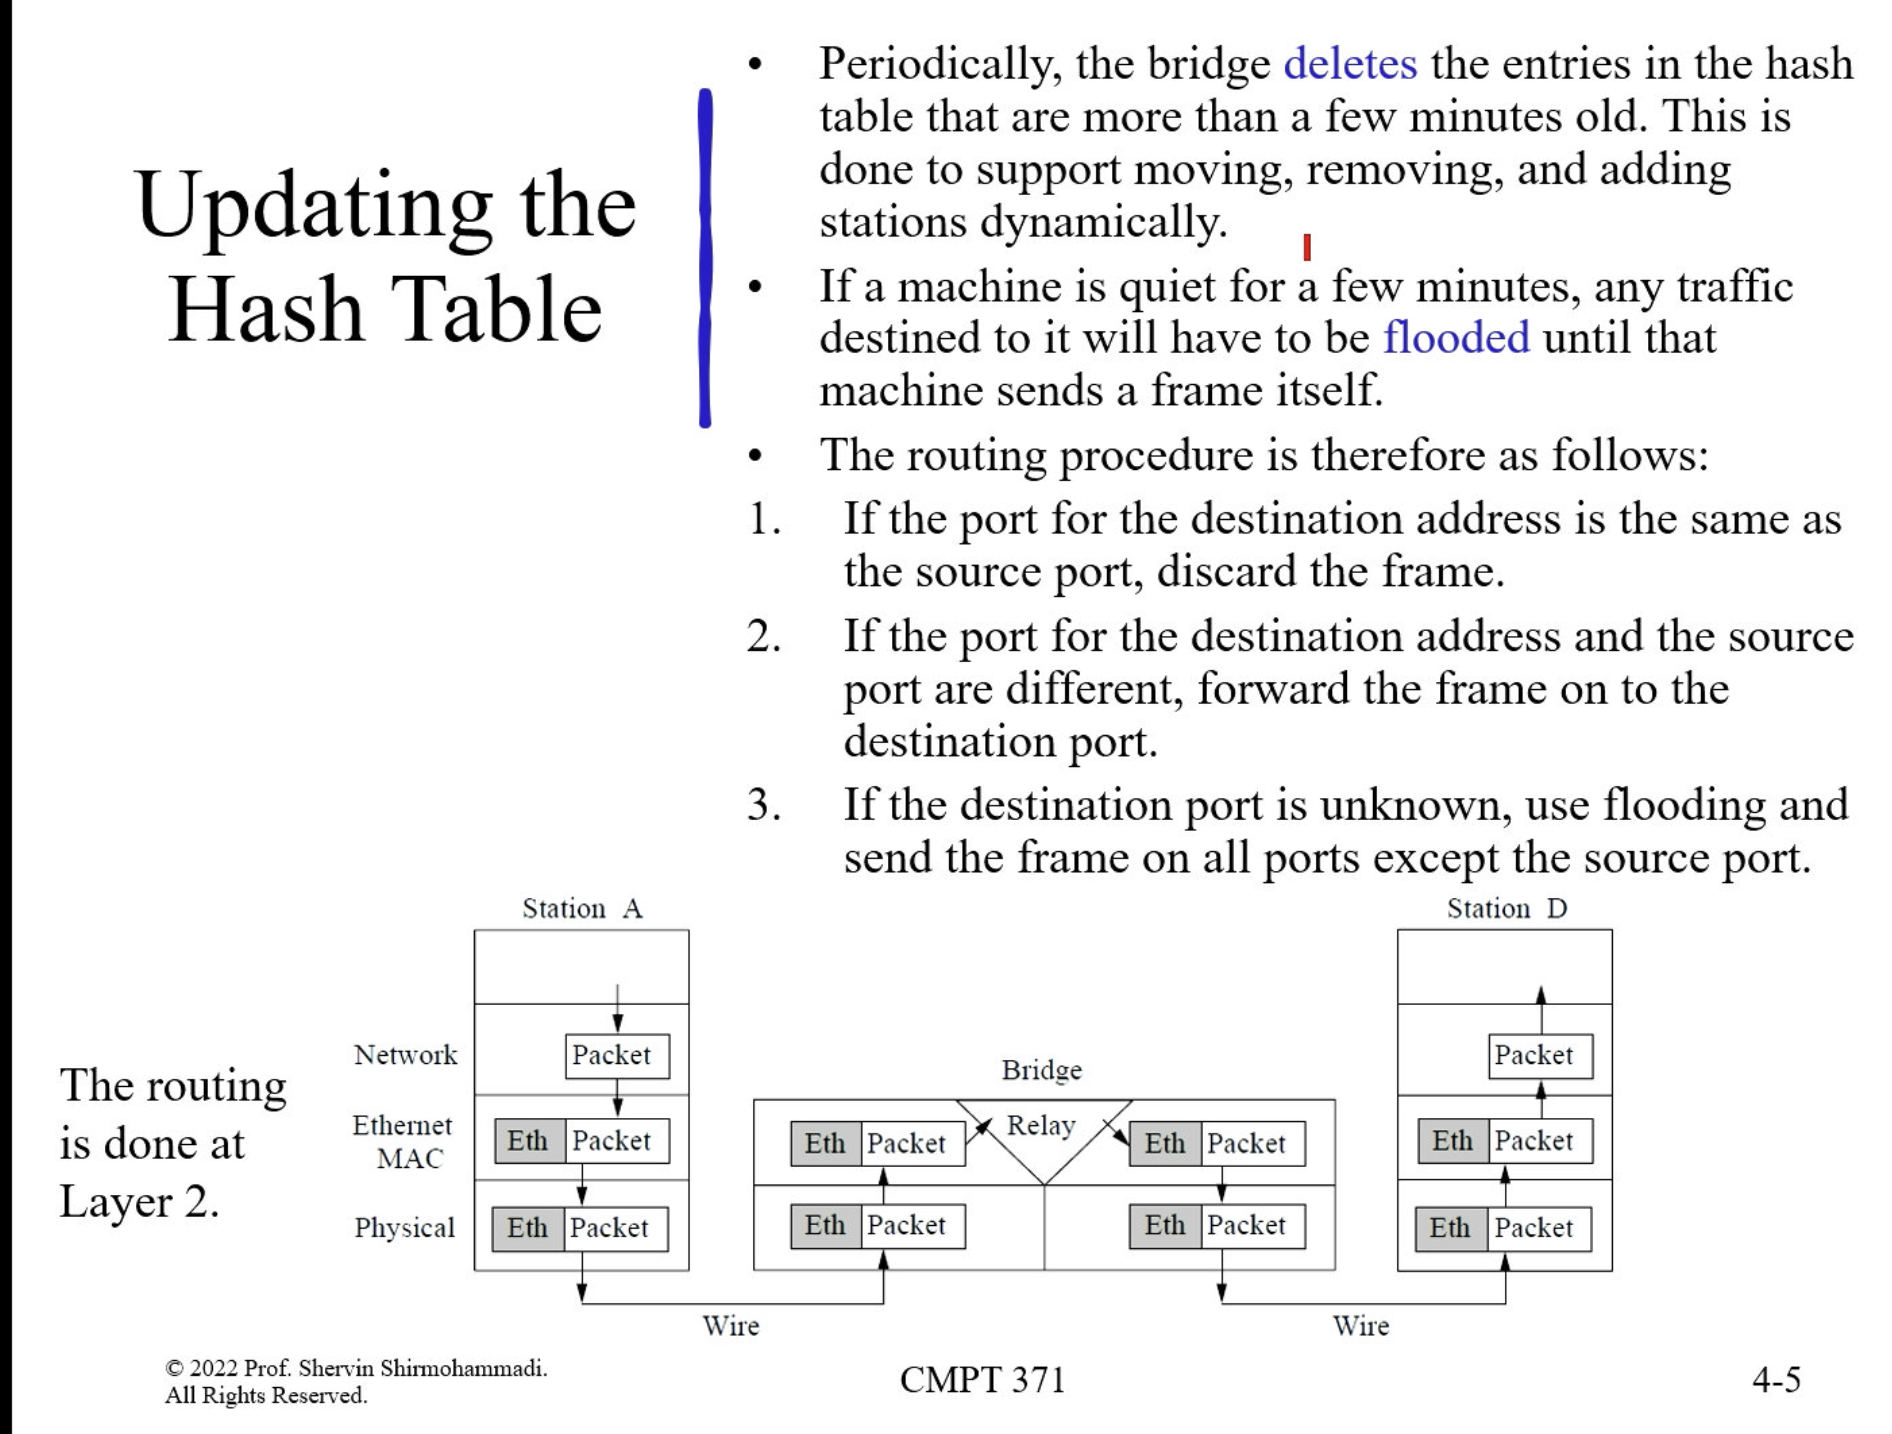 Updating the
Hash Table
• Periodically, the bridge deletes the entries in the hash
table that are more than a few minutes old. This is
done to support moving, removing, and adding
stations dynamically.
• If a machine is quiet for a few minutes, any traffic
destined to it will have to be flooded until that
machine sends a frame itself.
• The routing procedure is therefore as follows:
1. If the port for the destination address is the same as
the source port, discard the frame.
2. If the port for the destination address and the source
port are different, forward the frame on to the
destination port.
3. If the destination port is unknown, use flooding and
send the frame on all ports except the source port.
The routing
is done at
Layer 2.
Station A
Network
Packet
Ethernet
MAC
Eth Packet
Physical
Eth Packet
Wire
Bridge
Relay
Eth Packet
Eth Packet
Eth Packet
Eth Packet
Wire
Station D
Packet
Eth Packet
Eth Packet
© 2022 Prof. Shervin Shirmohammadi.
All Rights Reserved.
CMPT 371
4-5